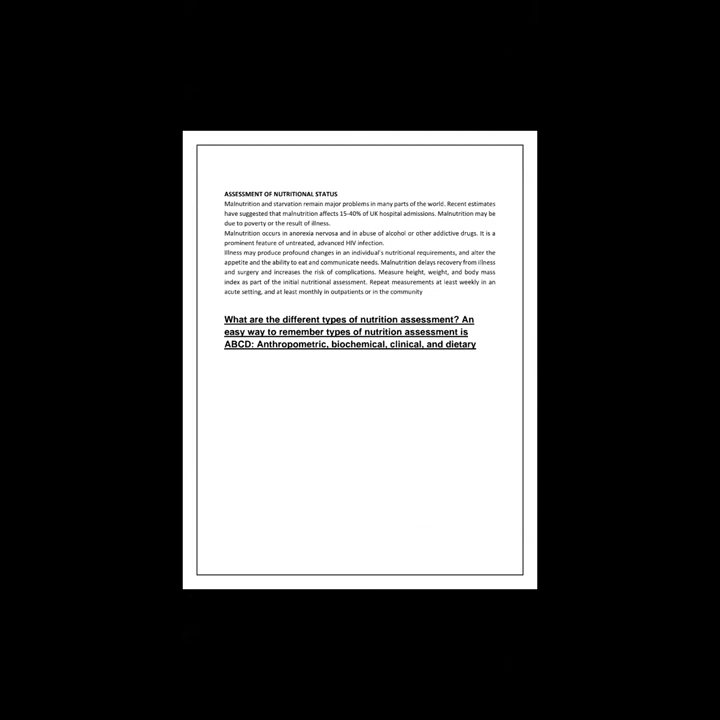 ASSESSMENT OF NUTRITIONAL STATUS
Malnutrition and starvation remain major problems in many parts of the world. Recent estimates
have suggested that malnutrition affects 15-40% of UK hospital admissions. Malnutrition may be
due to poverty or the result of illness.
Malnutrition occurs in anorexia nervosa and in abuse of alcohol or other addictive drugs. It is a
prominent feature of untreated, advanced HIV infection.
Illness may produce profound changes in an individual's nutritional requirements, and alter the
appetite and the ability to eat and communicate needs. Malnutrition delays recovery from illness
and surgery and increases the risk of complications. Measure height, weight, and body mass
index as part of the initial nutritional assessment. Repeat measurements at least weekly in an
acute setting, and at least monthly in outpatients or in the community
What are the different types of nutrition assessment? An
easy way to remember types of nutrition assessment is
ABCD: Anthropometric, biochemical, clinical, and dietary